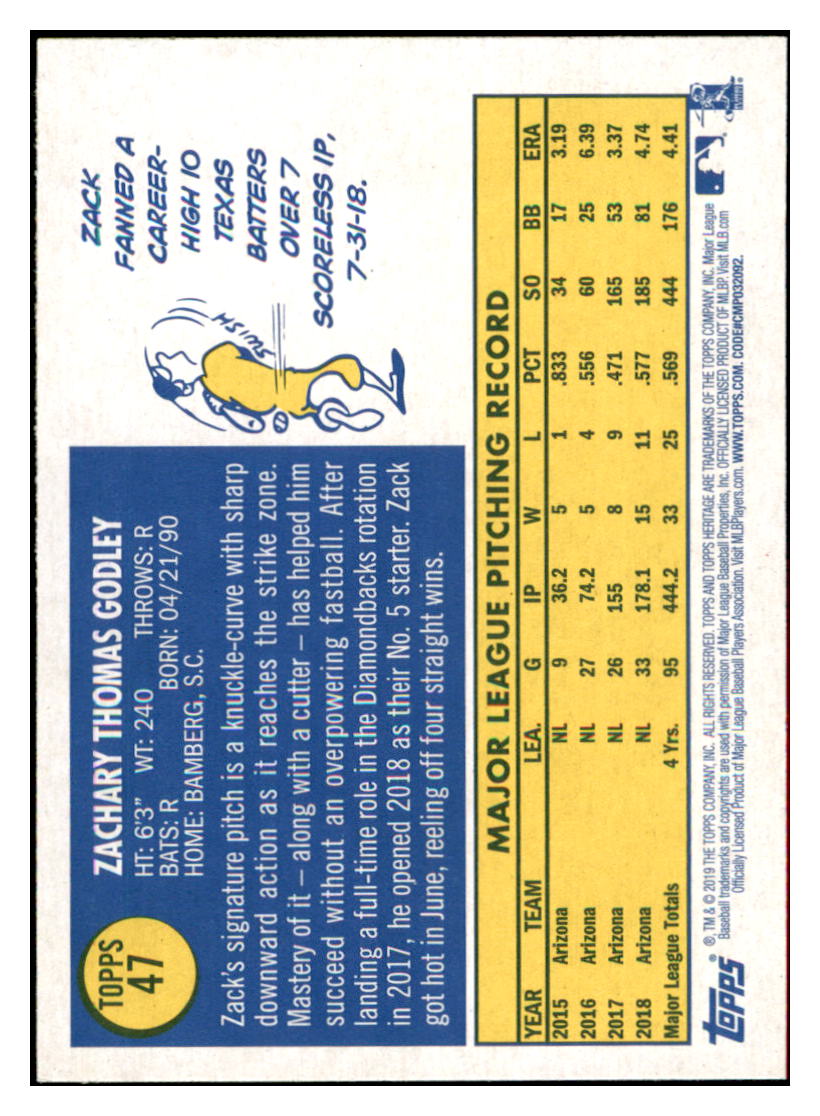 TOPPS
47
ZACHARY THOMAS GODLEY
HT: 6'3" WT: 240 THROWS: R
BATS: R BORN: 04/21/90
HOME: BAMBERG, S.C.
Zack's signature pitch is a knuckle-curve with sharp
downward action as it reaches the strike zone.
Mastery of it – along with a cutter – has helped him
succeed without an overpowering fastball. After
landing a full-time role in the Diamondbacks rotation
in 2017, he opened 2018 as their No. 5 starter. Zack
got hot in June, reeling off four straight wins.
SWISH
ZACK
FANNED A
CAREER-
HIGH 10
TEXAS
BATTERS
OVER 7
SCORELESS IP,
7-31-18.
MAJOR LEAGUE PITCHING RECORD
YEAR TEAM LEA. G IP W L PCT SO BB ERA
2015 Arizona NL 9 36.2 5 1 .833 34 17 3.19
2016 Arizona NL 27 74.2 5 4 .556 60 25 6.39
2017 Arizona NL 26 155 8 9 .471 165 53 3.37
2018 Arizona NL 33 178.1 15 11 .577 185 81 4.74
Major League Totals 4 Yrs. 95 444.2 33 25 .569 444 176 4.41
topps®
®, TM & © 2019 THE TOPPS COMPANY, INC. ALL RIGHTS RESERVED. TOPPS AND TOPPS HERITAGE ARE TRADEMARKS OF THE TOPPS COMPANY, INC. Major League
Baseball trademarks and copyrights are used with permission of Major League Baseball Properties, Inc. OFFICIALLY LICENSED PRODUCT OF MLBP. Visit MLB.com
Officially Licensed Product of Major League Baseball Players Association. Visit MLBPlayers.com. WWW.TOPPS.COM. CODE#CMP032092.